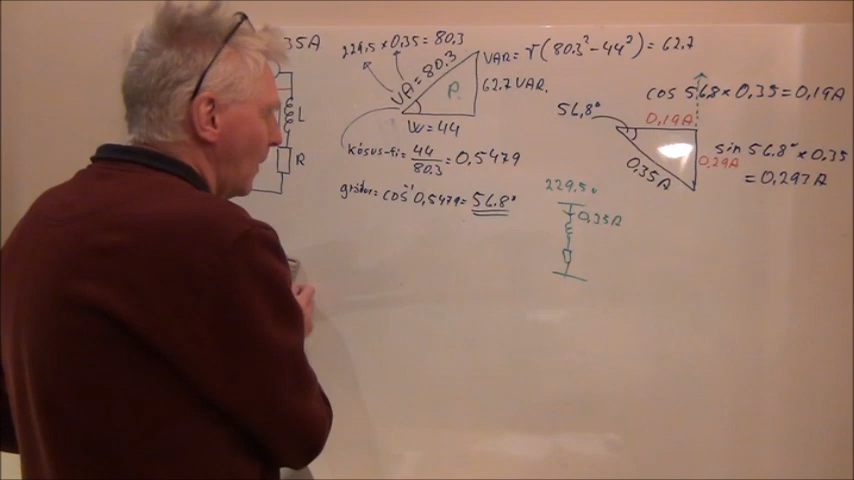 35A
L
R
229,5 x 0,35 = 80,3
VA = 80.3
P.
W = 44
VAR = √(80.3² - 44²) = 62.7
62.7 VAR.
kósus-fí = 44/80.3 = 0,5479
gráður = cos⁻¹ 0,5479 = 56.8°
229,5v
0,35A
56,8°
cos 56,8 x 0,35 = 0,19A
0,19A
0,35A
0,29A
sin 56.8° x 0.35
= 0,293A